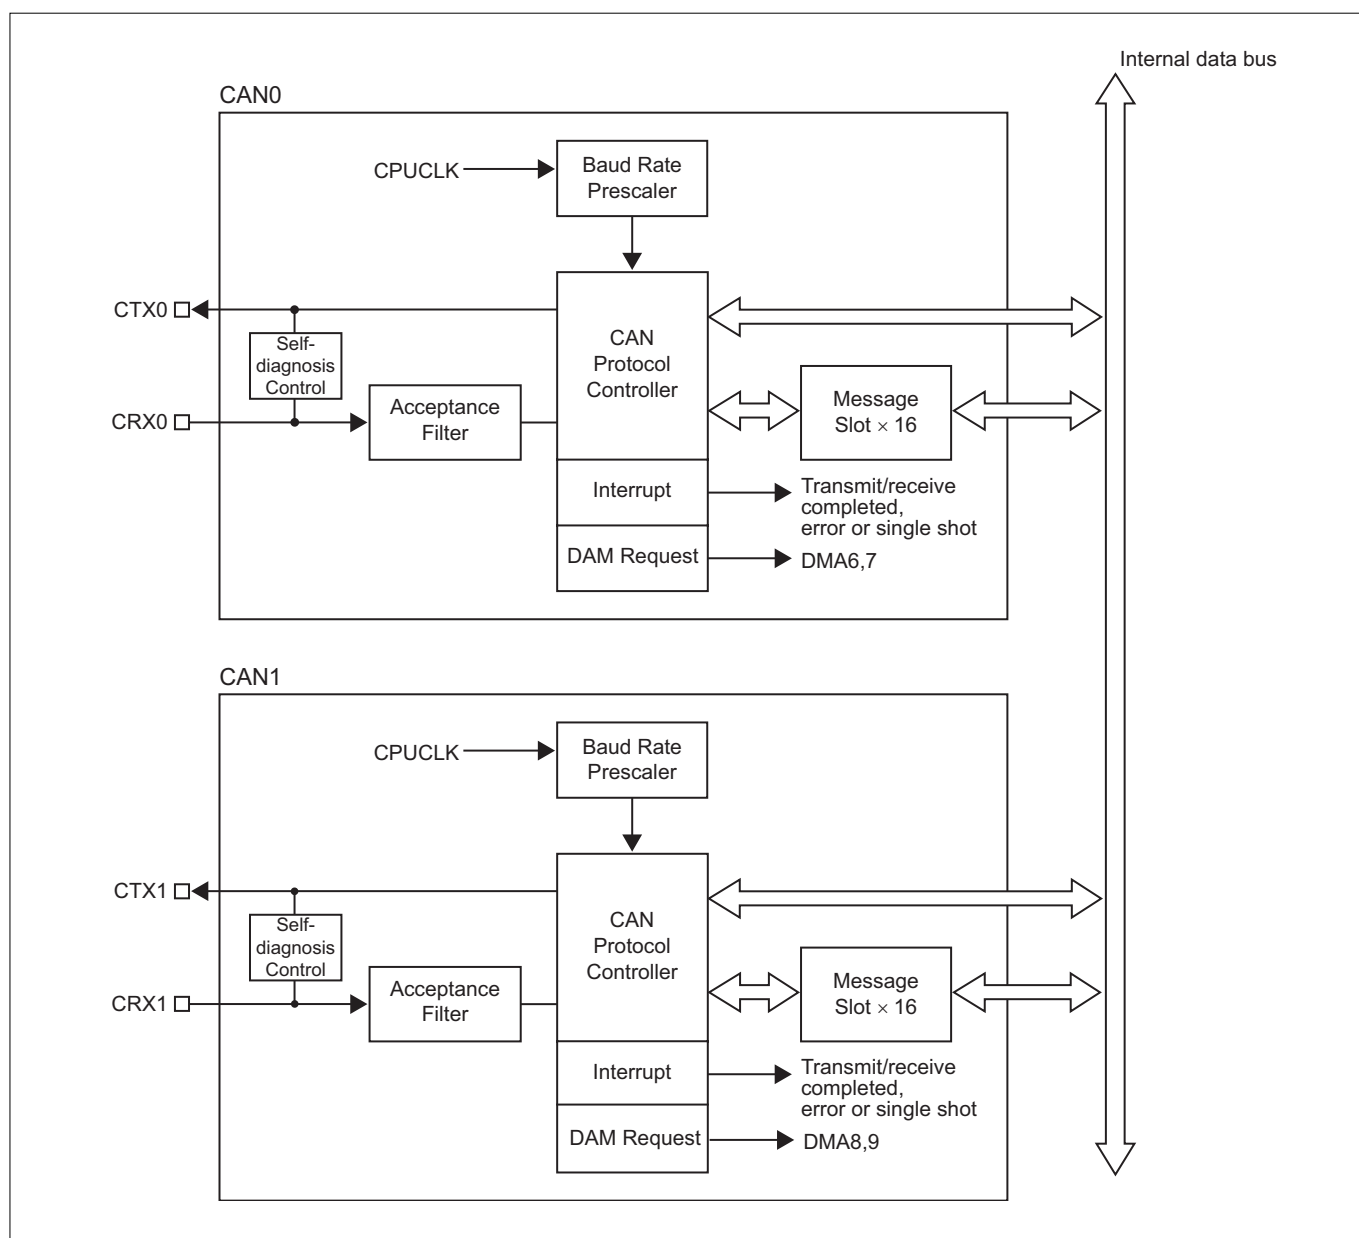 Internal data bus
CAN0
CPUCLK
Baud Rate
Prescaler
CTX0
Self-
diagnosis
Control
CAN
Protocol
Controller
CRX0
Acceptance
Filter
Message
Slot × 16
Interrupt
Transmit/receive
completed,
error or single shot
DAM Request
DMA6,7
CAN1
CPUCLK
Baud Rate
Prescaler
CTX1
Self-
diagnosis
Control
CAN
Protocol
Controller
CRX1
Acceptance
Filter
Message
Slot × 16
Interrupt
Transmit/receive
completed,
error or single shot
DAM Request
DMA8,9